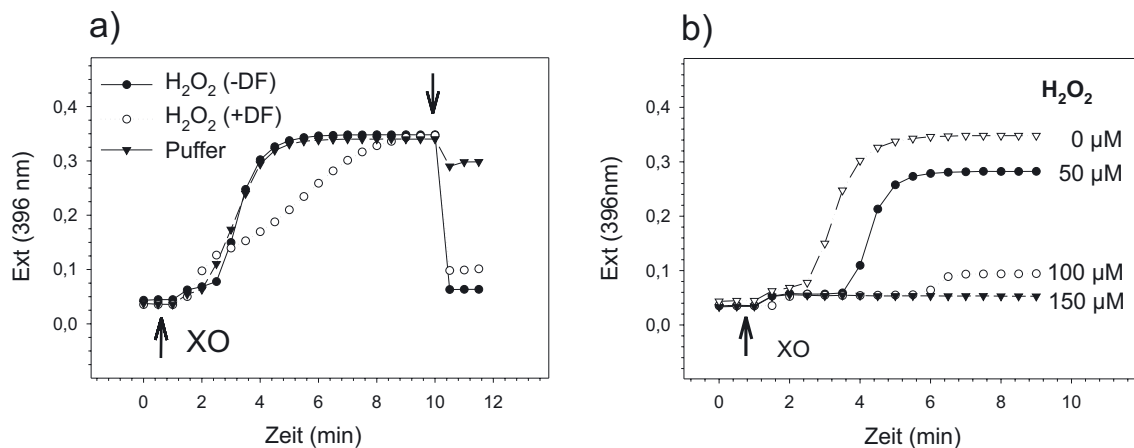 a)
H₂O₂ (-DF)
H₂O₂ (+DF)
Puffer
0,4
0,3
0,2
0,1
0,0
Ext (396 nm)
XO
0 2 4 6 8 10 12
Zeit (min)
b)
H₂O₂
0 µM
50 µM
100 µM
150 µM
0,4
0,3
0,2
0,1
0,0
Ext (396nm)
XO
0 2 4 6 8 10
Zeit (min)